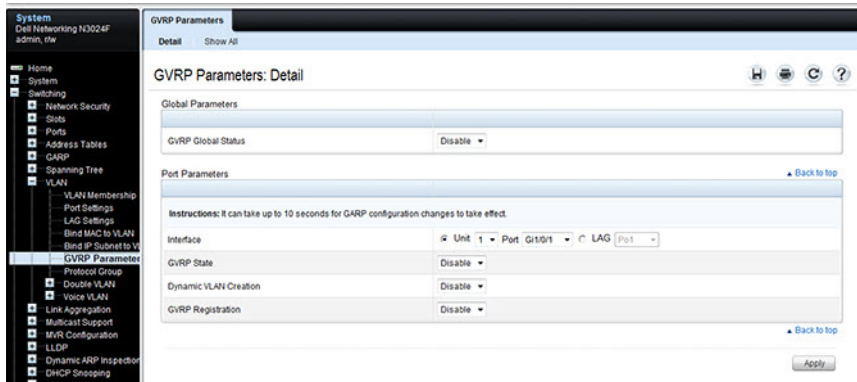 System
Dell Networking N3024F
admin, r/w
Home
System
Switching
Network Security
Slots
Ports
Address Tables
GARP
Spanning Tree
VLAN
VLAN Membership
Port Settings
LAG Settings
Bind MAC to VLAN
Bind IP Subnet to VL
GVRP Parameter
Protocol Group
Double VLAN
Voice VLAN
Link Aggregation
Multicast Support
MVR Configuration
LLDP
Dynamic ARP Inspection
DHCP Snooping
GVRP Parameters
Detail Show All
GVRP Parameters: Detail
Global Parameters
GVRP Global Status Disable
Port Parameters Back to top
Instructions: It can take up to 10 seconds for GARP configuration changes to take effect.
Interface Unit 1 Port Gi1/0/1 LAG Po1
GVRP State Disable
Dynamic VLAN Creation Disable
GVRP Registration Disable
Back to top
Apply